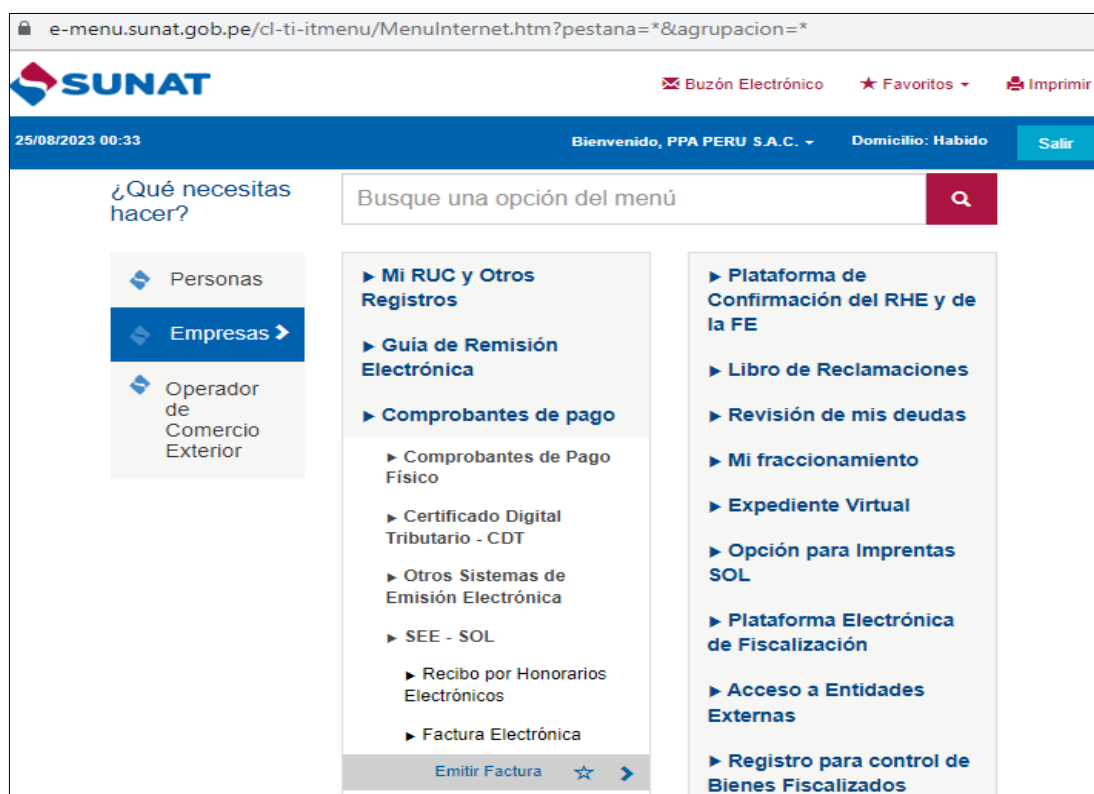 e-menu.sunat.gob.pe/cl-ti-itmenu/MenuInternet.htm?pestana=*&agrupacion=*
SUNAT
Buzón Electrónico
Favoritos
Imprimir
25/08/2023 00:33
Bienvenido, PPA PERU S.A.C.
Domicilio: Habido
Salir
¿Qué necesitas
hacer?
Busque una opción del menú
Personas
Empresas
Operador
de
Comercio
Exterior
Mi RUC y Otros
Registros
Guía de Remisión
Electrónica
Comprobantes de pago
Comprobantes de Pago
Físico
Certificado Digital
Tributario - CDT
Otros Sistemas de
Emisión Electrónica
SEE - SOL
Recibo por Honorarios
Electrónicos
Factura Electrónica
Emitir Factura
Plataforma de
Confirmación del RHE y de
la FE
Libro de Reclamaciones
Revisión de mis deudas
Mi fraccionamiento
Expediente Virtual
Opción para Imprentas
SOL
Plataforma Electrónica
de Fiscalización
Acceso a Entidades
Externas
Registro para control de
Bienes Fiscalizados